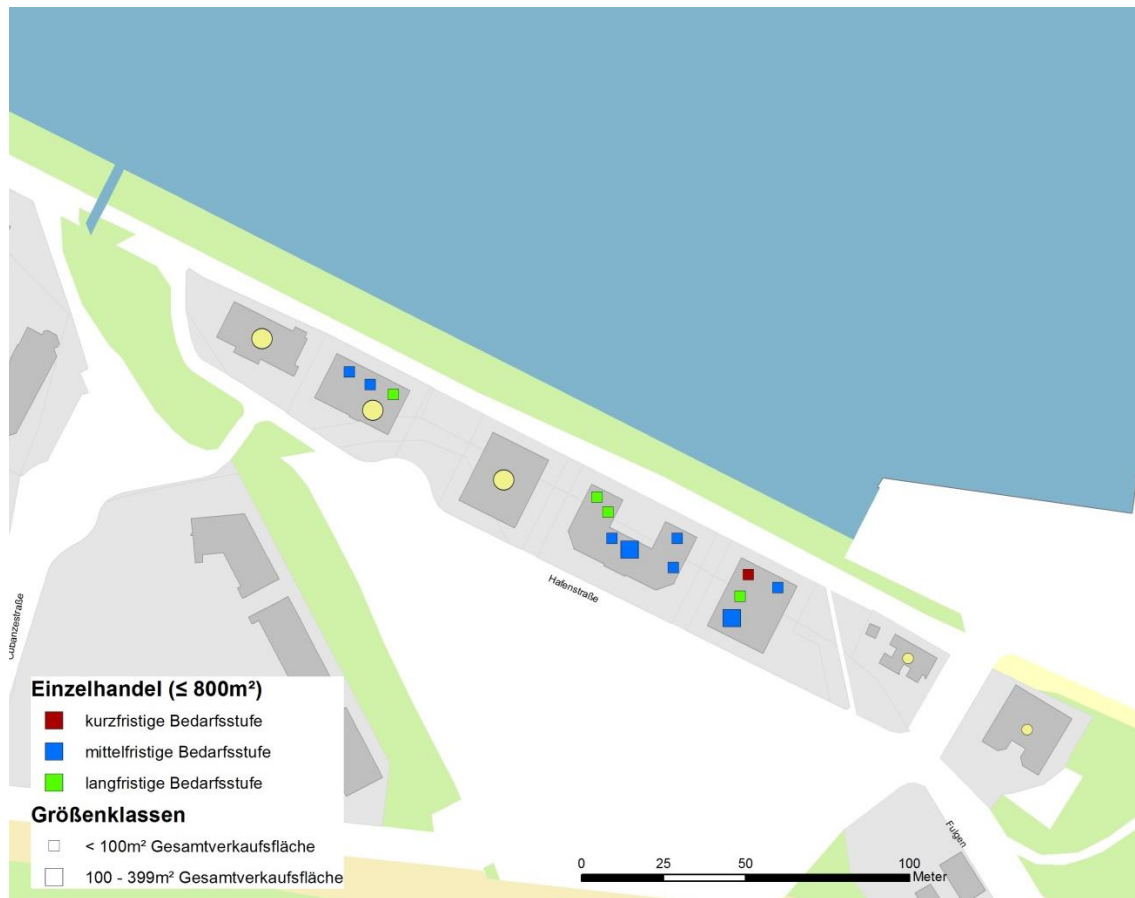 Hafenstraße
Cubanzestraße
Einzelhandel (≤ 800m²)
kurzfristige Bedarfsstufe
mittelfristige Bedarfsstufe
langfristige Bedarfsstufe
Größenklassen
< 100m² Gesamtverkaufsfläche
100 - 399m² Gesamtverkaufsfläche
Fulgen
0 25 50 100
Meter